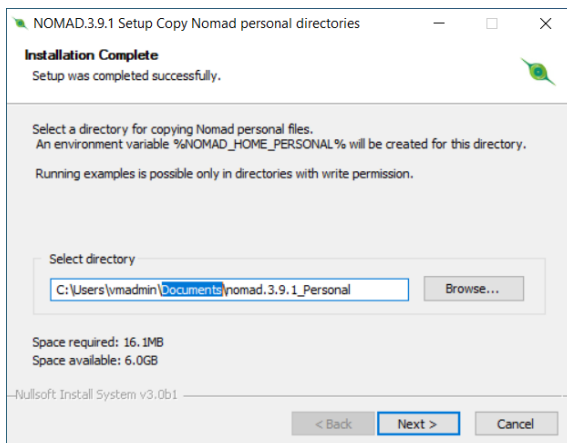 NOMAD.3.9.1 Setup Copy Nomad personal directories
Installation Complete
Setup was completed successfully.
Select a directory for copying Nomad personal files.
An environment variable %NOMAD_HOME_PERSONAL% will be created for this directory.
Running examples is possible only in directories with write permission.
Select directory
C:\Users\vmadmin\Documents\nomad.3.9.1_Personal
Browse...
Space required: 16.1MB
Space available: 6.0GB
Nullsoft Install System v3.0b1
< Back
Next >
Cancel